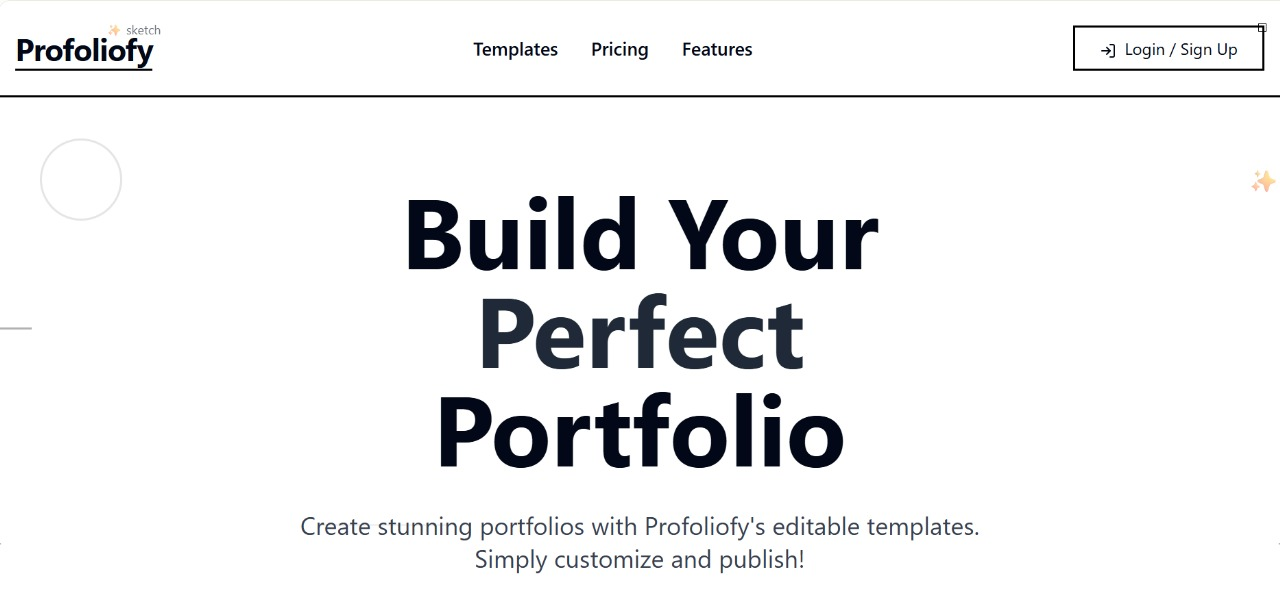 ✨ sketch
Profoliofy
Templates Pricing Features
Login / Sign Up
Build Your
Perfect
Portfolio
Create stunning portfolios with Profoliofy's editable templates.
Simply customize and publish!